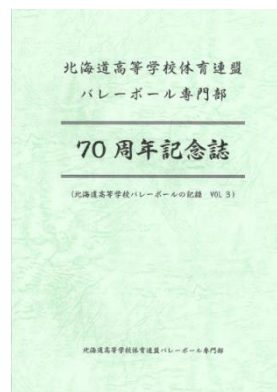 北海道高等学校体育連盟
バレーボール専門部
70周年記念誌
(北海道高等学校バレーボールの記録 VOL 3)
北海道高等学校体育連盟バレーボール専門部